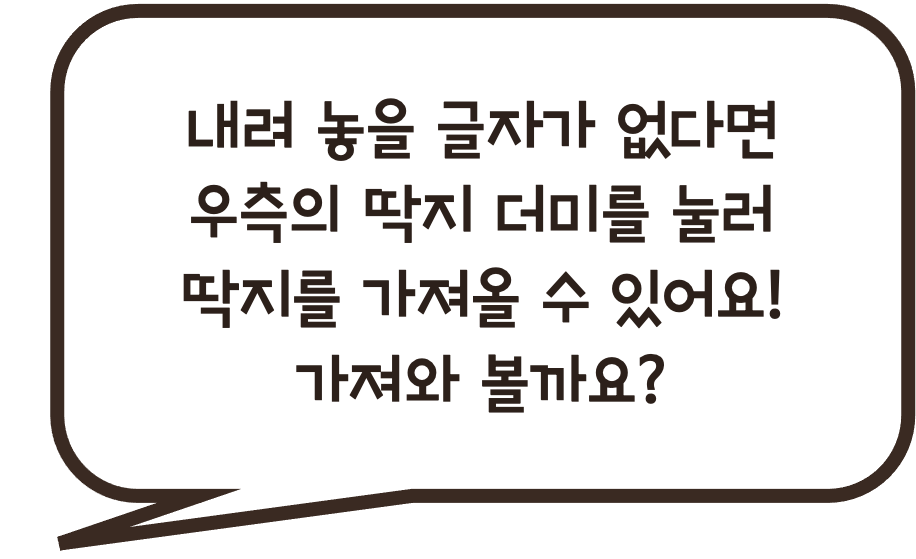 내려 놓을 글자가 없다면
우측의 딱지 더미를 눌러
딱지를 가져올 수 있어요!
가져와 볼까요?